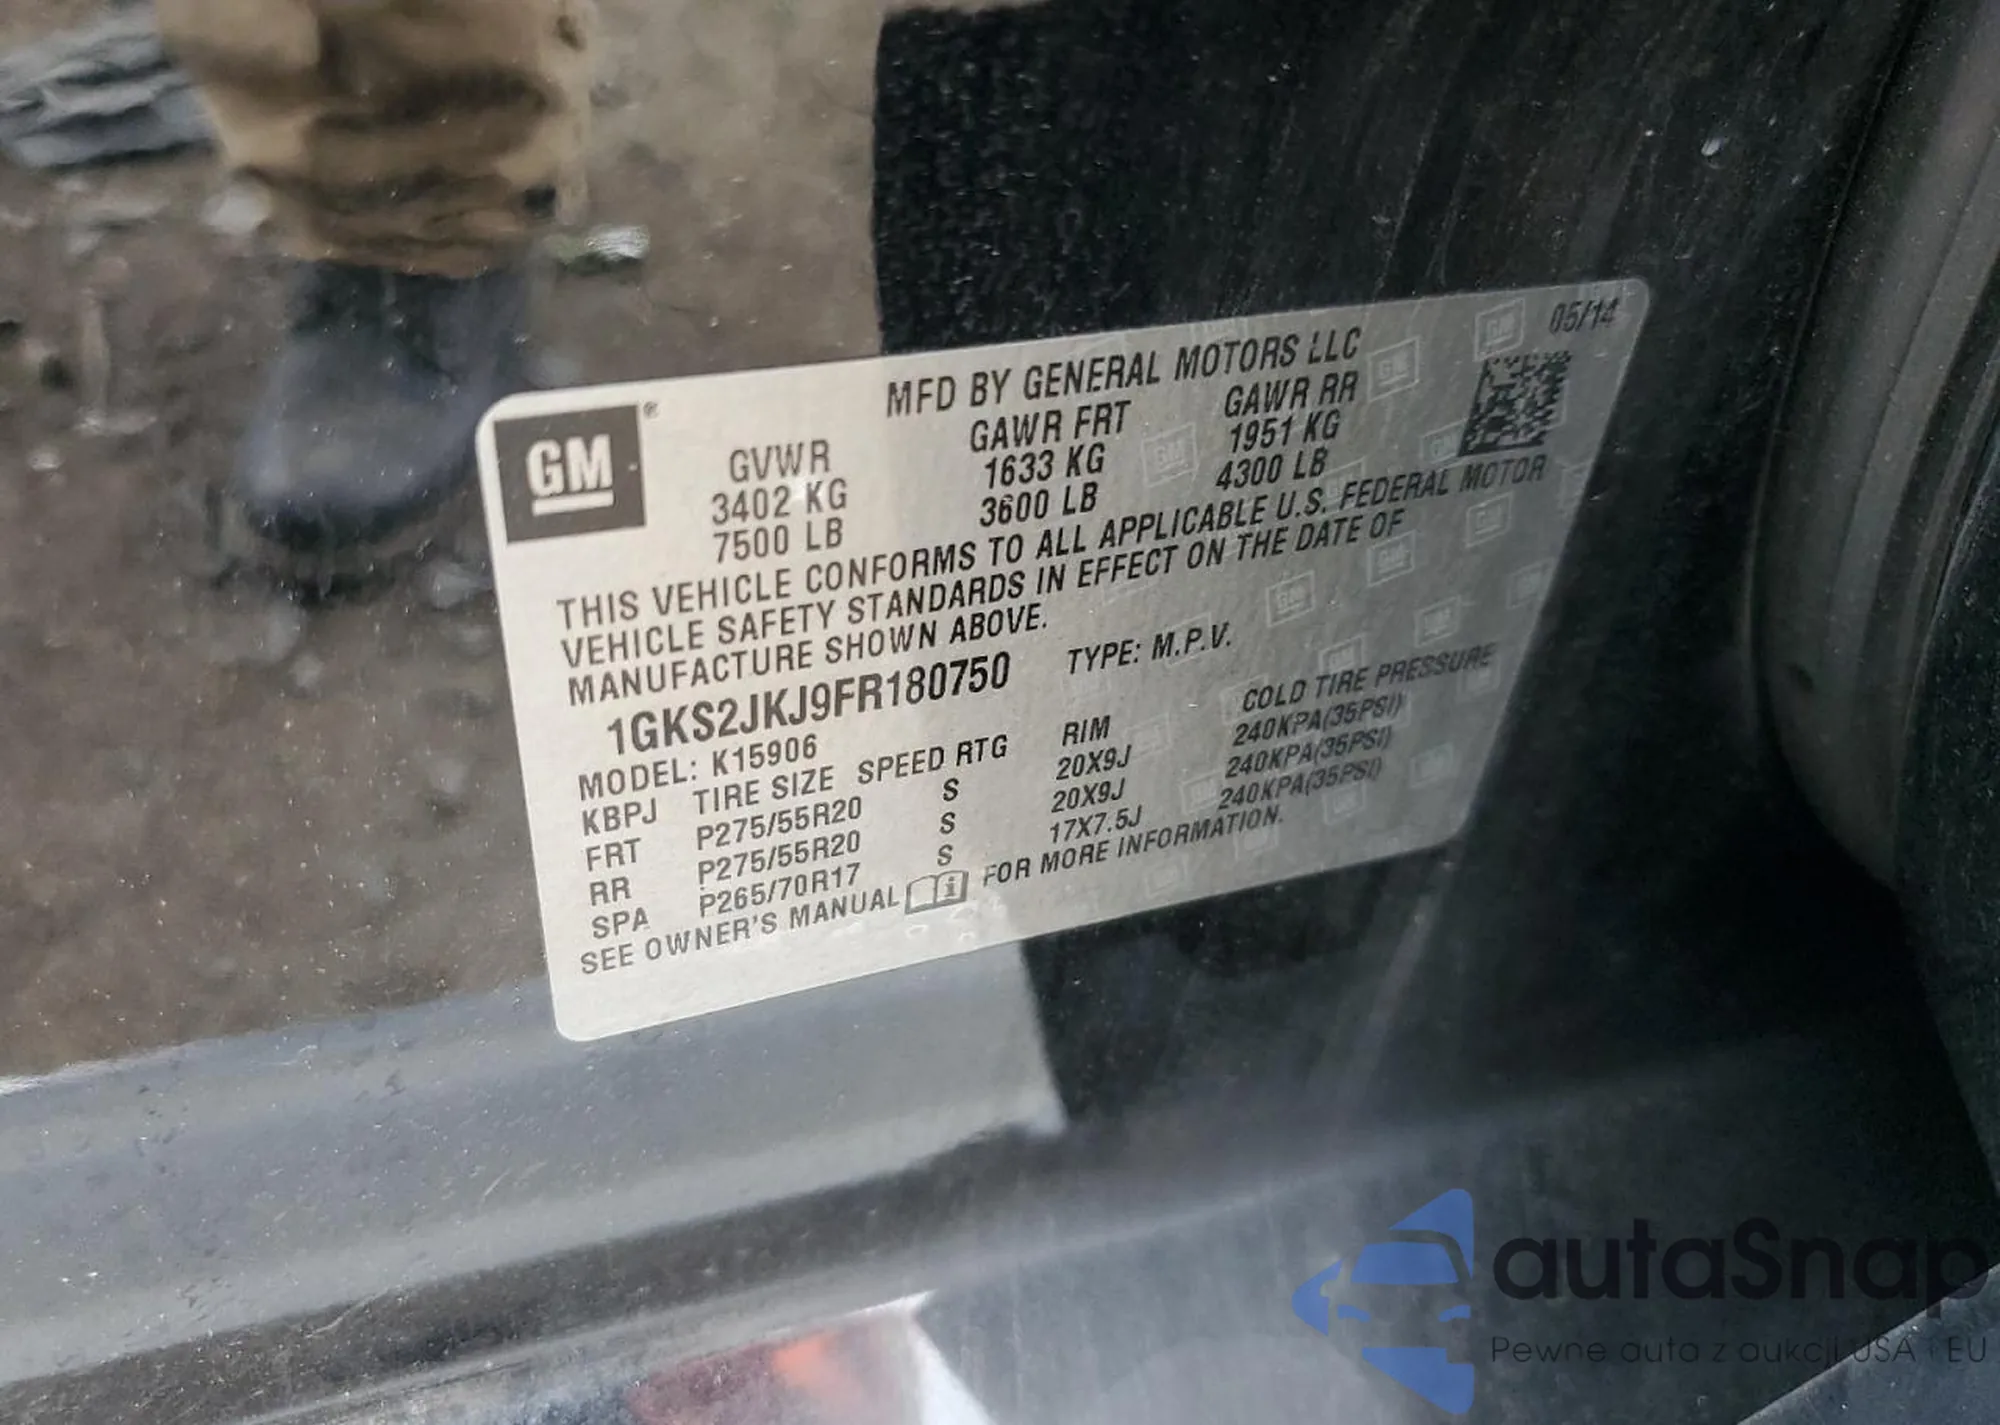 05/14
MFD BY GENERAL MOTORS LLC
GM ®
GVWR GAWR FRT GAWR RR
3402 KG 1633 KG 1951 KG
7500 LB 3600 LB 4300 LB
THIS VEHICLE CONFORMS TO ALL APPLICABLE U.S. FEDERAL MOTOR
VEHICLE SAFETY STANDARDS IN EFFECT ON THE DATE OF
MANUFACTURE SHOWN ABOVE.
1GKS2JKJ9FR180750 TYPE: M.P.V.
MODEL: K15906
KBPJ TIRE SIZE SPEED RTG RIM COLD TIRE PRESSURE
FRT P275/55R20 S 20X9J 240KPA(35PSI)
RR P275/55R20 S 20X9J 240KPA(35PSI)
SPA P265/70R17 S 17X7.5J 240KPA(35PSI)
SEE OWNER'S MANUAL FOR MORE INFORMATION.
autaSnap
Pewne auta z aukcji USA i EU